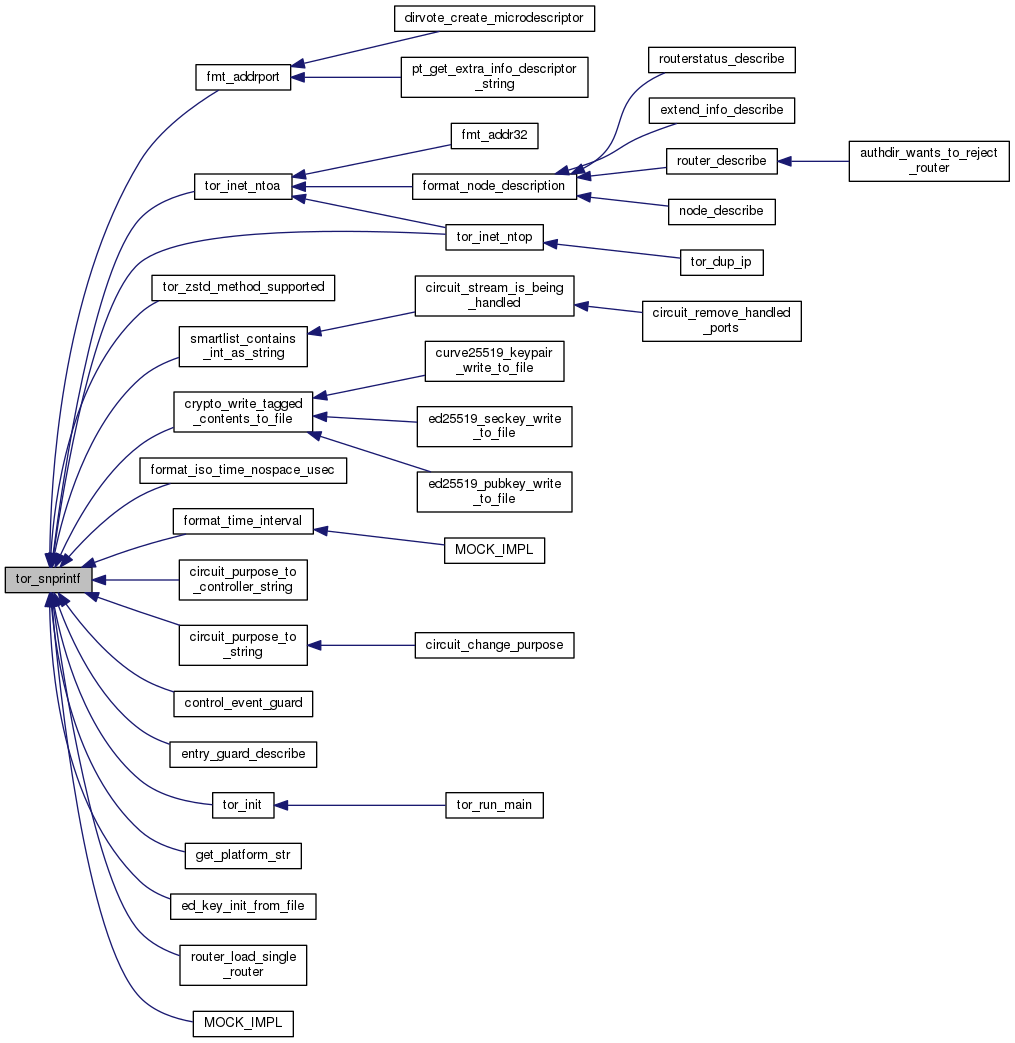 dirvote_create_microdescriptor
fmt_addrport
pt_get_extra_info_descriptor
_string
routerstatus_describe
extend_info_describe
fmt_addr32
router_describe
authdir_wants_to_reject
_router
tor_inet_ntoa
format_node_description
node_describe
tor_inet_ntop
tor_dup_ip
tor_zstd_method_supported
circuit_stream_is_being
_handled
circuit_remove_handled
_ports
smartlist_contains
_int_as_string
curve25519_keypair
_write_to_file
crypto_write_tagged
_contents_to_file
ed25519_seckey_write
_to_file
format_iso_time_nospace_usec
ed25519_pubkey_write
_to_file
format_time_interval
MOCK_IMPL
tor_snprintf
circuit_purpose_to
_controller_string
circuit_purpose_to
_string
circuit_change_purpose
control_event_guard
entry_guard_describe
tor_init
tor_run_main
get_platform_str
ed_key_init_from_file
router_load_single
_router
MOCK_IMPL